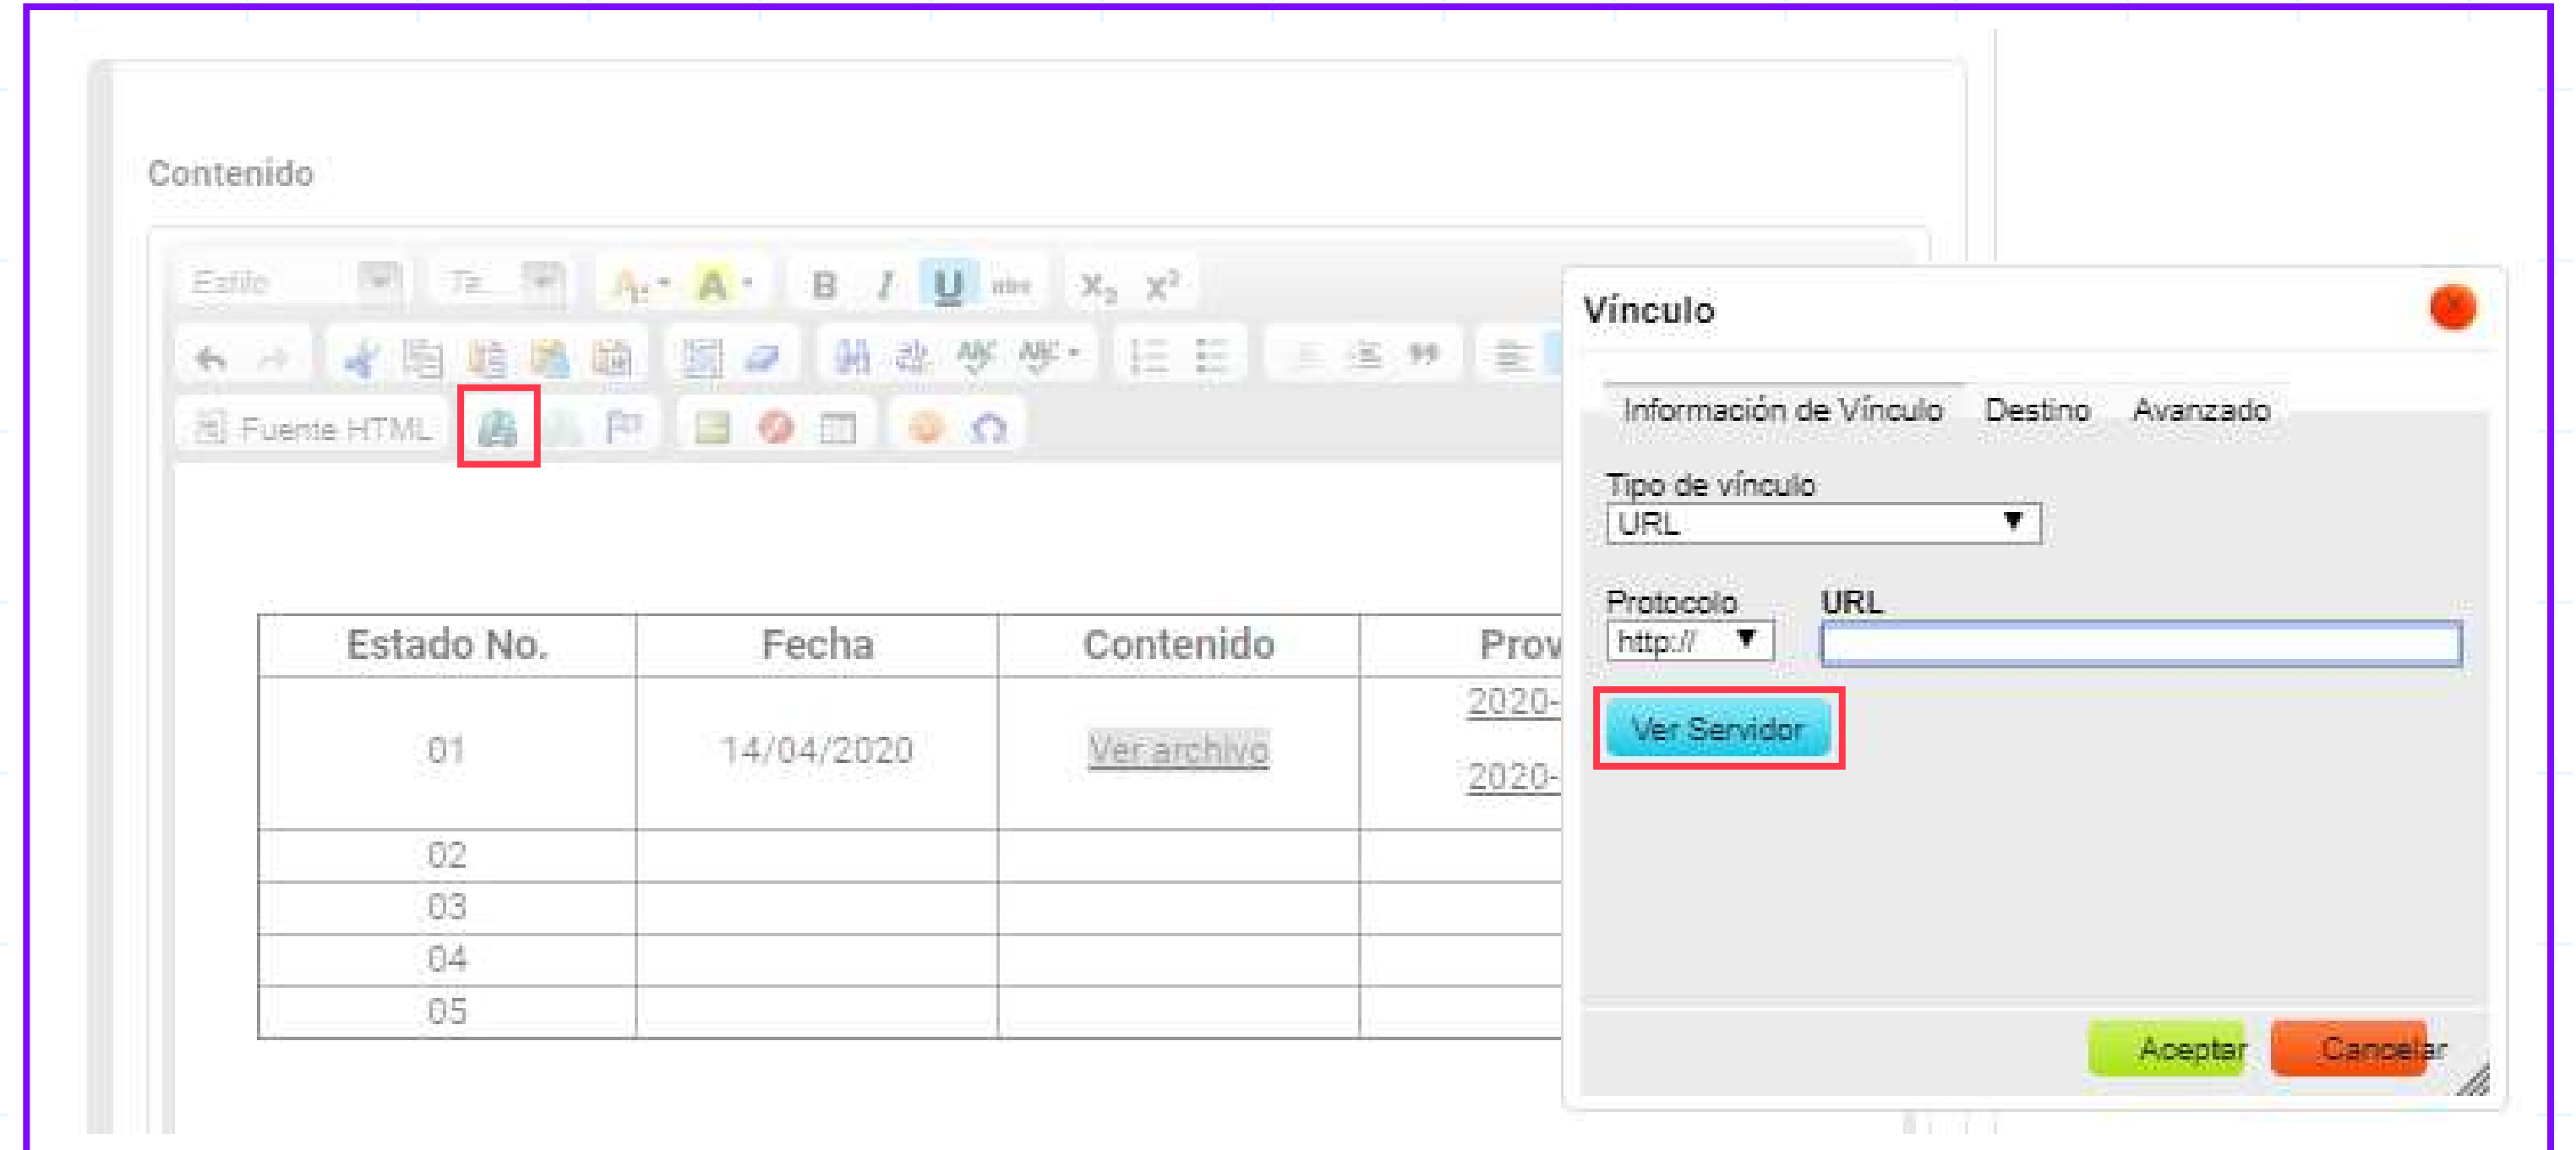 Contenido
Estilo Ta...
A A B I U abc X₂ X²
Fuente HTML
Estado No. Fecha Contenido Prov
01 14/04/2020 Ver archivo 2020-
2020-
02
03
04
05
Vínculo
Información de Vínculo Destino Avanzado
Tipo de vínculo
URL
Protocolo URL
http://
Ver Servidor
Aceptar Cancelar